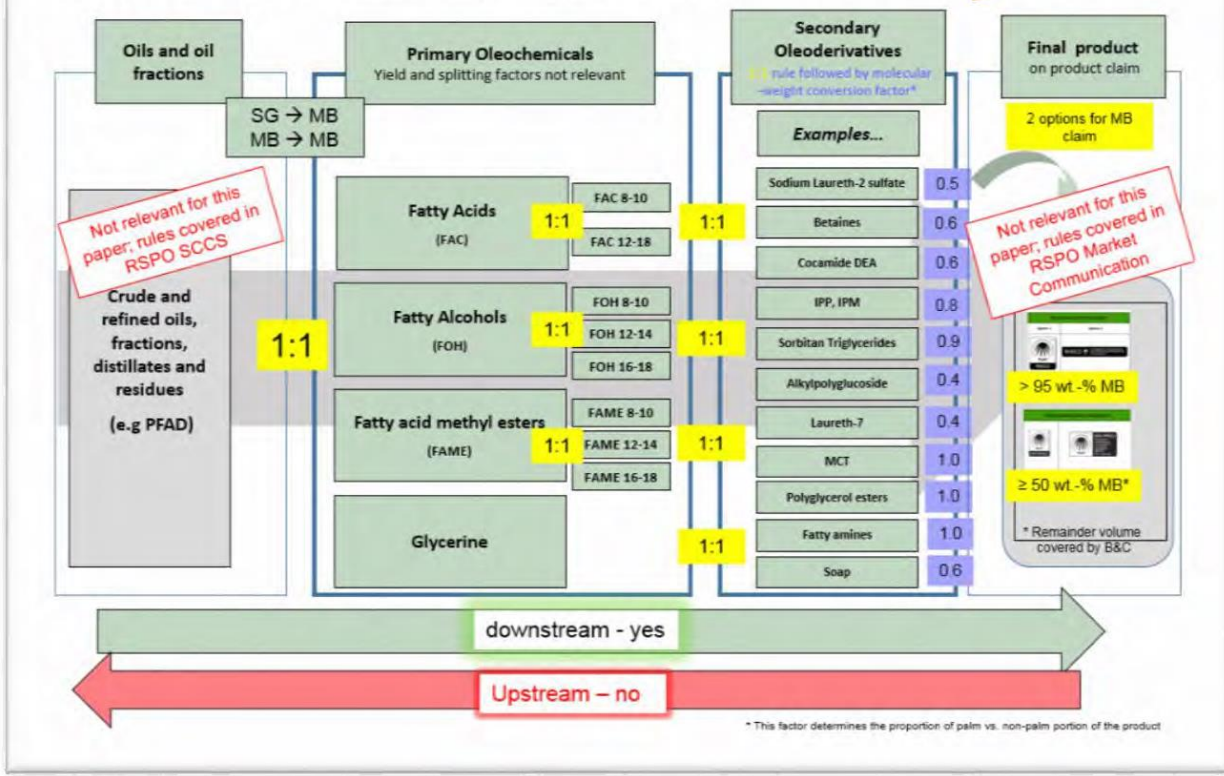 Oils and oil
fractions
Primary Oleochemicals
Yield and splitting factors not relevant
Secondary
Oleoderivatives
1:1 rule followed by molecular
-weight conversion factor*
Final product
on product claim
SG → MB
MB → MB
Examples...
2 options for MB
claim
Not relevant for this
paper; rules covered in
RSPO SCCS
Crude and
refined oils,
fractions,
distillates and
residues
(e.g PFAD)
1:1
Fatty Acids
(FAC)
1:1
FAC 8-10
FAC 12-18
1:1
Fatty Alcohols
(FOH)
1:1
FOH 8-10
FOH 12-14
FOH 16-18
1:1
Fatty acid methyl esters
(FAME)
1:1
FAME 8-10
FAME 12-14
FAME 16-18
1:1
Glycerine
1:1
Sodium Laureth-2 sulfate 0.5
Betaines 0.6
Cocamide DEA 0.6
IPP, IPM 0.8
Sorbitan Triglycerides 0.9
Alkylpolyglucoside 0.4
Laureth-7 0.4
MCT 1.0
Polyglycerol esters 1.0
Fatty amines 1.0
Soap 0.6
Not relevant for this
paper; rules covered in
RSPO Market
Communication
> 95 wt.-% MB
≥ 50 wt.-% MB*
* Remainder volume
covered by B&C
downstream - yes
Upstream – no
* This factor determines the proportion of palm vs. non-palm portion of the product